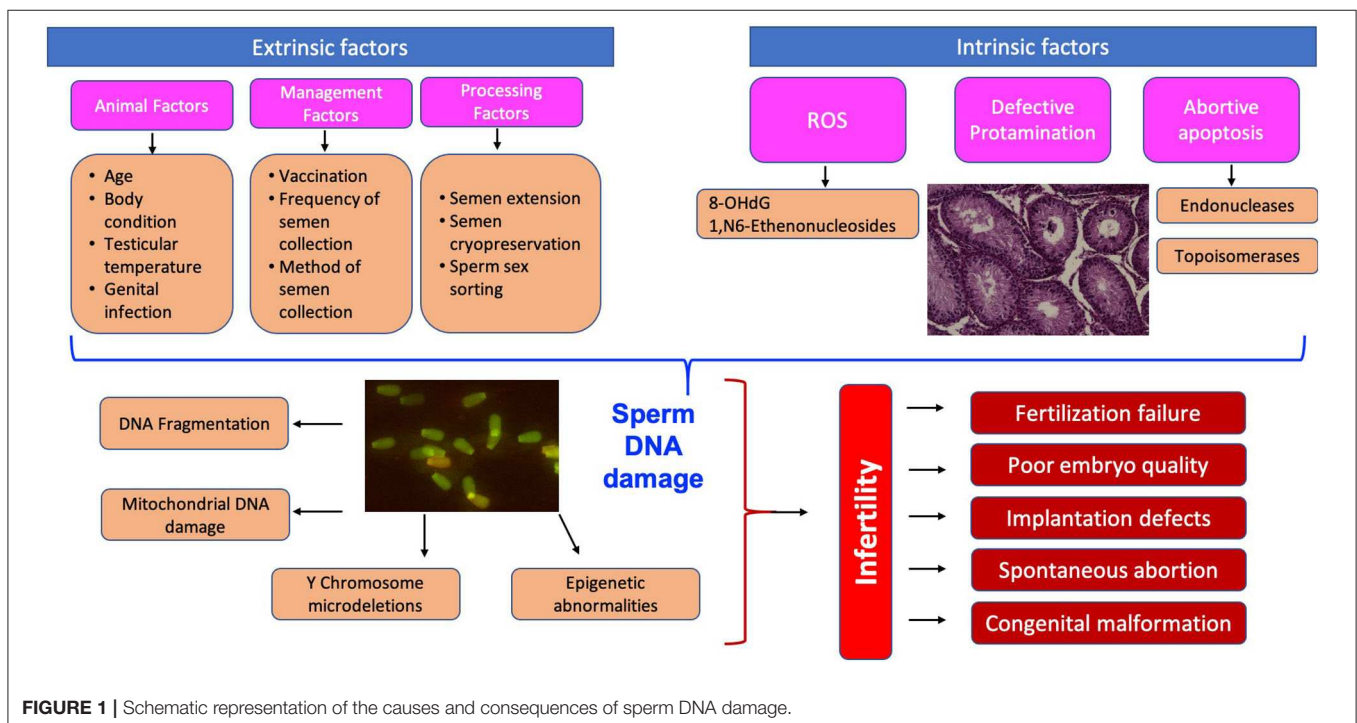 Extrinsic factors
Intrinsic factors
Animal Factors
Management
Factors
Processing
Factors
ROS
Defective
Protamination
Abortive
apoptosis
• Age
• Body
condition
• Testicular
temperature
• Genital
infection
• Vaccination
• Frequency of
semen
collection
• Method of
semen
collection
• Semen extension
• Semen
cryopreservation
• Sperm sex
sorting
8-OHdG
1,N6-Ethenonucleosides
Endonucleases
Topoisomerases
DNA Fragmentation
Mitochondrial DNA
damage
Y Chromosome
microdeletions
Epigenetic
abnormalities
Sperm
DNA
damage
Infertility
Fertilization failure
Poor embryo quality
Implantation defects
Spontaneous abortion
Congenital malformation
FIGURE 1 | Schematic representation of the causes and consequences of sperm DNA damage.